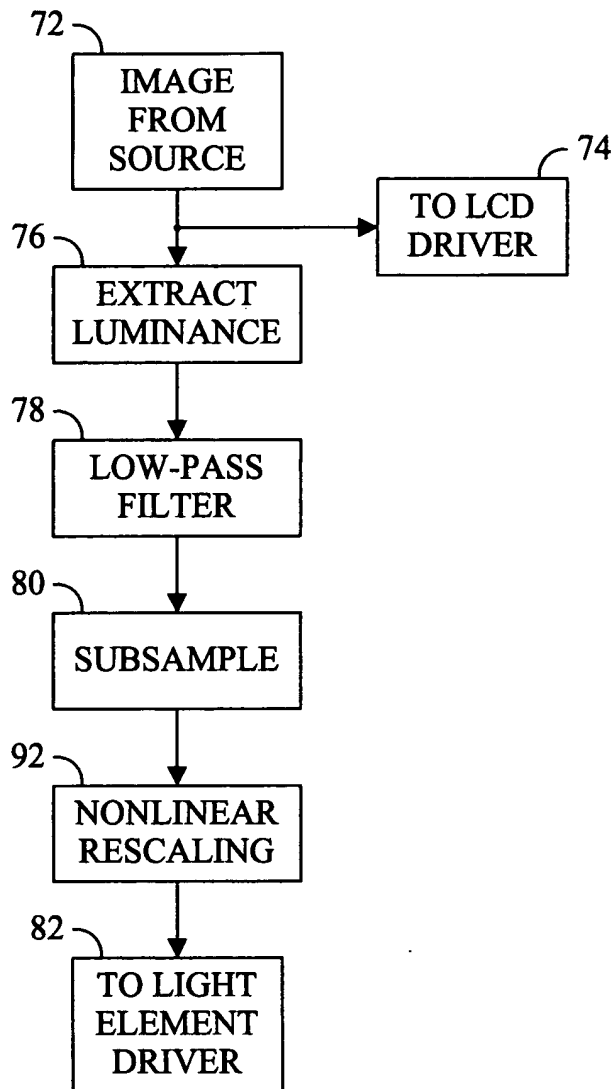 72
IMAGE
FROM
SOURCE
74
TO LCD
DRIVER
76
EXTRACT
LUMINANCE
78
LOW-PASS
FILTER
80
SUBSAMPLE
92
NONLINEAR
RESCALING
82
TO LIGHT
ELEMENT
DRIVER